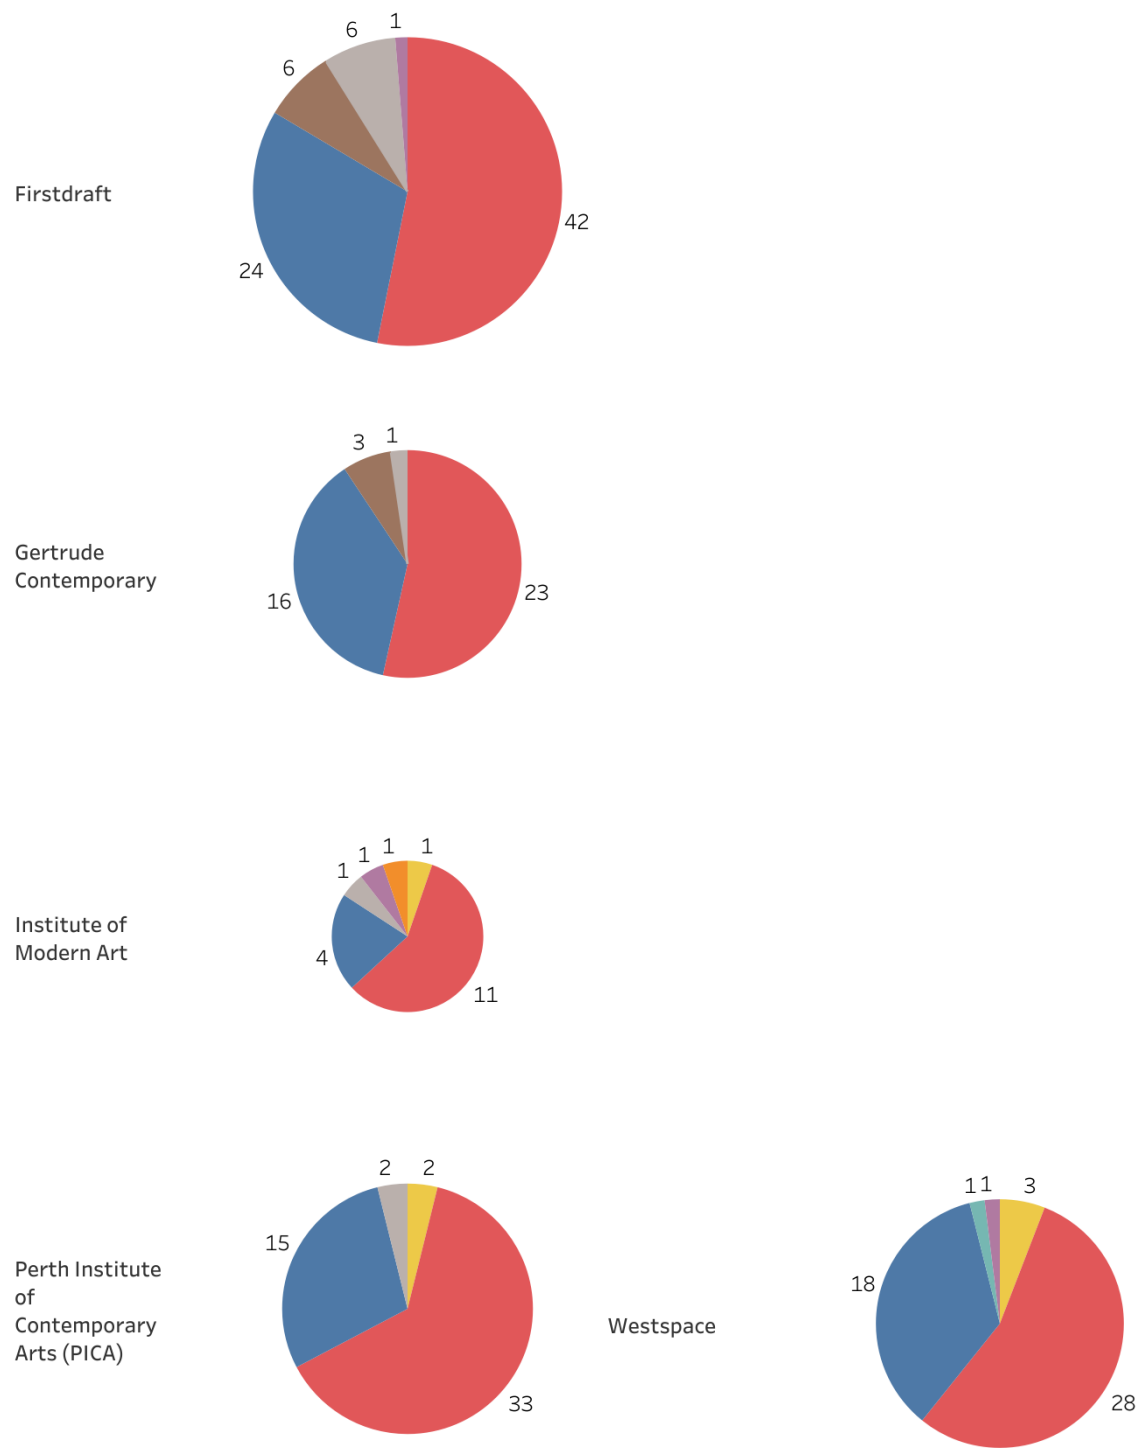 6
1
6
Firstdraft
42
24
3
1
Gertrude
Contemporary
23
16
1
1
1
1
Institute of
Modern Art
4
11
2
2
15
Perth Institute
of
Contemporary
Arts (PICA)
33
1
1
3
18
Westspace
28